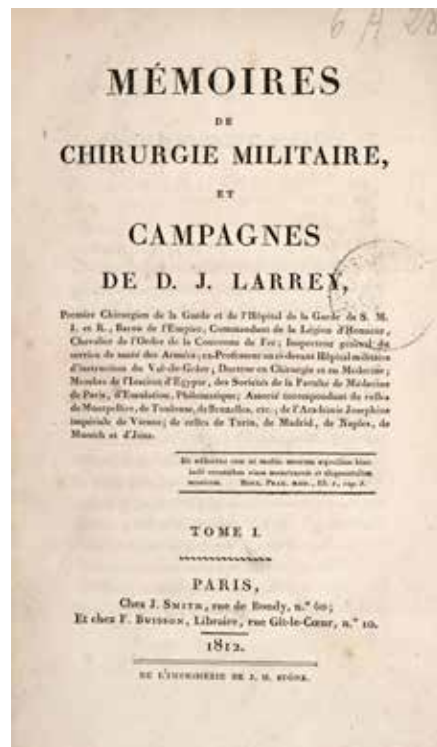 6 A 28
MÉMOIRES
DE
CHIRURGIE MILITAIRE,
ET
CAMPAGNES
DE D. J. LARREY,
Premier Chirurgien de la Garde et de l'Hôpital de la Garde de S. M.
I. et R., Baron de l'Empire, Commandant de la Légion d'Honneur,
Chevalier de l'Ordre de la Couronne de Fer; Inspecteur général du
service de santé des Armées; ex-Professeur au ci-devant Hôpital militaire
d'instruction du Val-de-Grâce; Docteur en Chirurgie et en Médecine;
Membre de l'Institut d'Égypte, des Sociétés de la Faculté de Médecine
de Paris, d'Émulation, Philomatique; Associé correspondant de celles
de Montpellier, de Toulouse, de Bruxelles, etc.; de l'Académie Joséphine
impériale de Vienne; de celles de Turin, de Madrid, de Naples, de
Munich et d'Jéna.
TOME I.
PARIS,
Chez J. SMITH, rue de Bondy, n.º 40;
Et chez F. BUISSON, Libraire, rue Gît-le-Cœur, n.º 10.
1812.
DE L'IMPRIMERIE DE J. H. STÔNE.